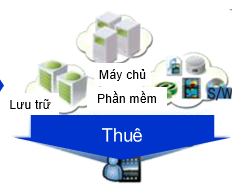 Máy chủ
Lưu trữ
Phần mềm
S/W
Thuê